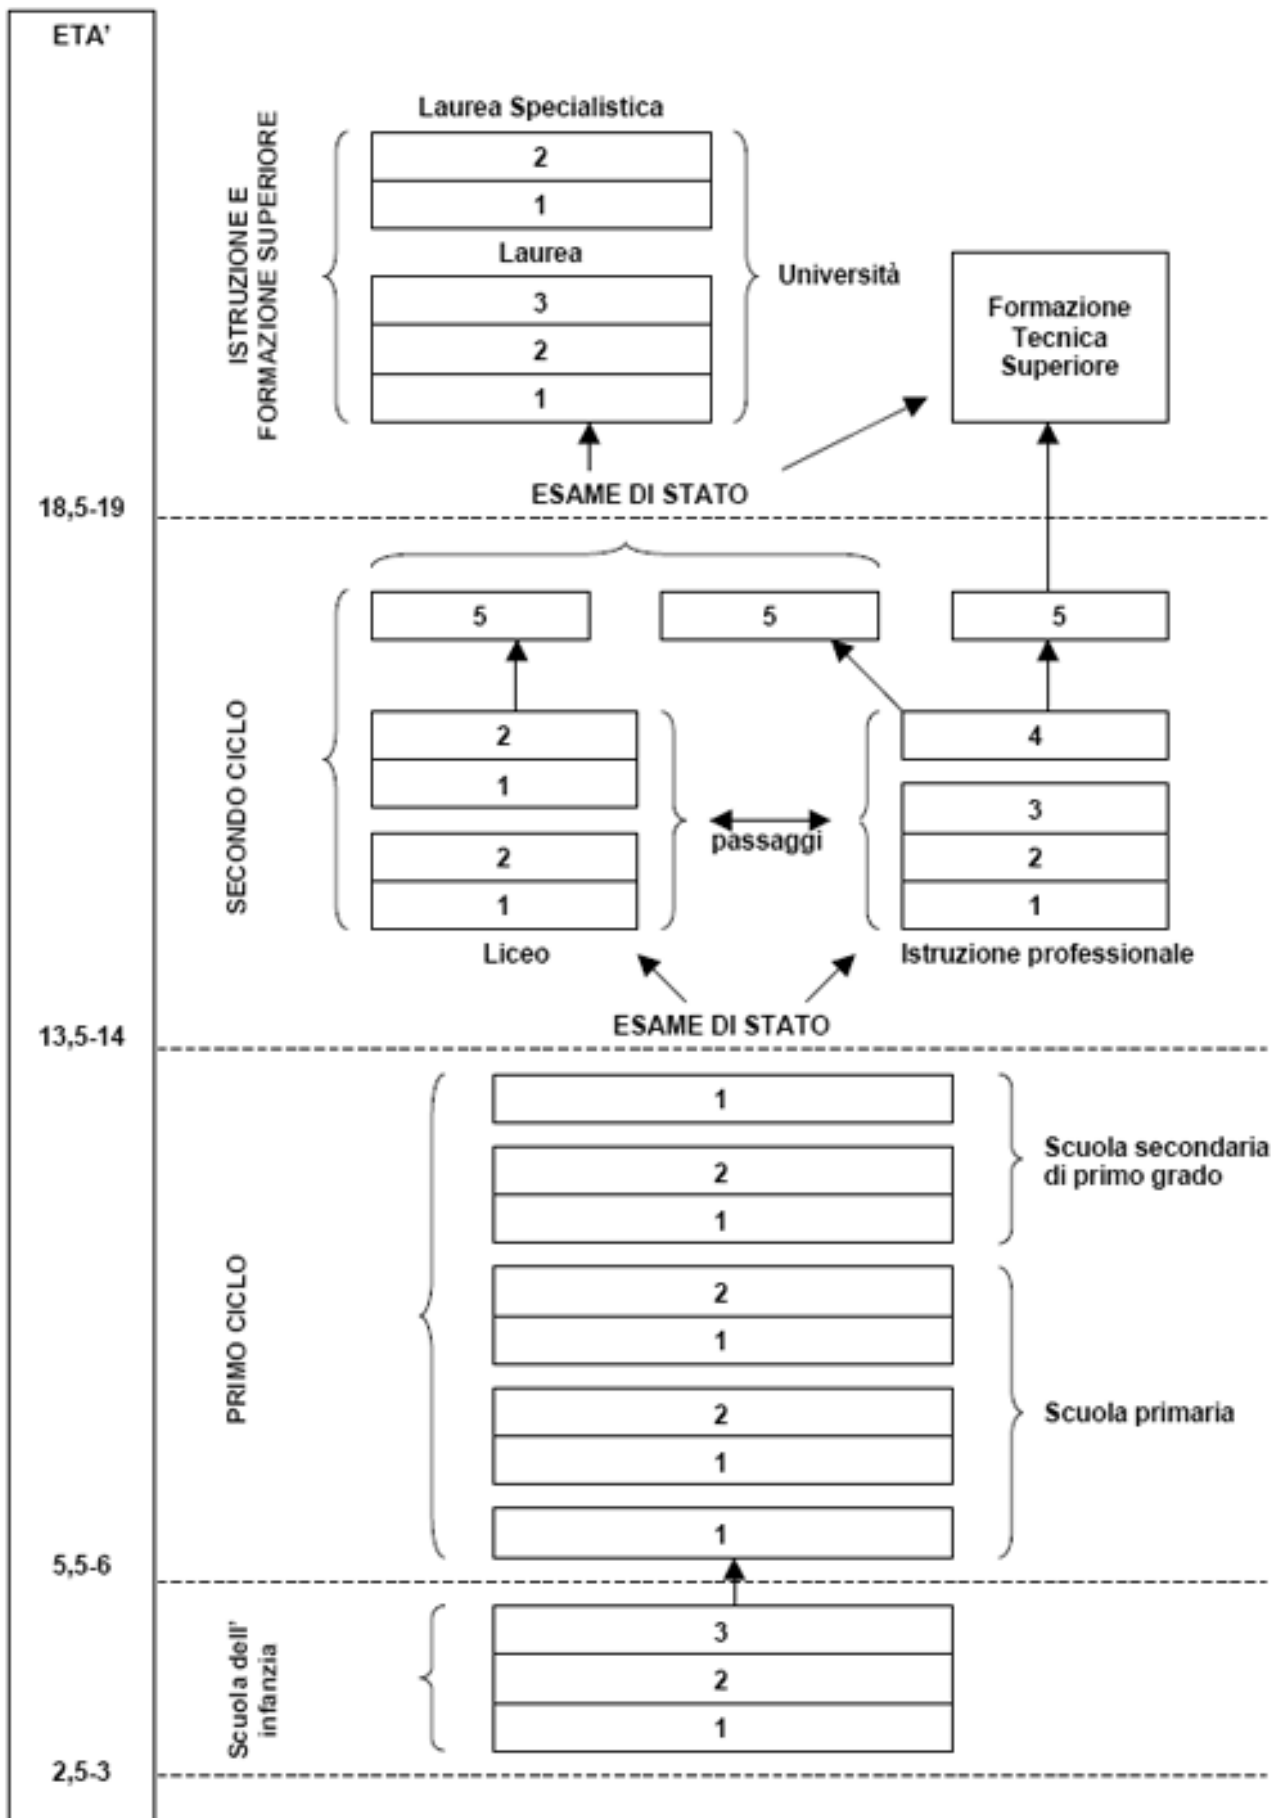 ETA'
Laurea Specialistica
2
1
ISTRUZIONE E
FORMAZIONE SUPERIORE
Laurea
3
2
1
Università
Formazione
Tecnica
Superiore
ESAME DI STATO
18,5-19
5
5
5
SECONDO CICLO
2
1
2
1
Liceo
passaggi
4
3
2
1
Istruzione professionale
ESAME DI STATO
13,5-14
PRIMO CICLO
1
2
1
Scuola secondaria
di primo grado
2
1
2
1
1
Scuola primaria
5,5-6
Scuola dell'
infanzia
3
2
1
2,5-3